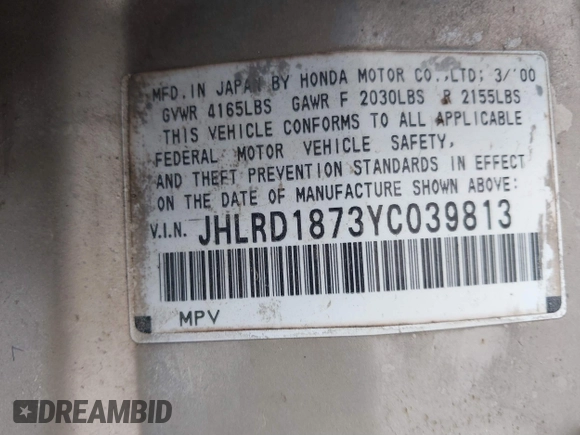 MFD. IN JAPAN BY HONDA MOTOR CO.,LTD; 3/'00
GVWR 4165LBS GAWR F 2030LBS R 2155LBS
THIS VEHICLE CONFORMS TO ALL APPLICABLE
FEDERAL MOTOR VEHICLE SAFETY,
AND THEFT PREVENTION STANDARDS IN EFFECT
ON THE DATE OF MANUFACTURE SHOWN ABOVE:
V.I.N. JHLRD1873YC039813
MPV
DREAMBID